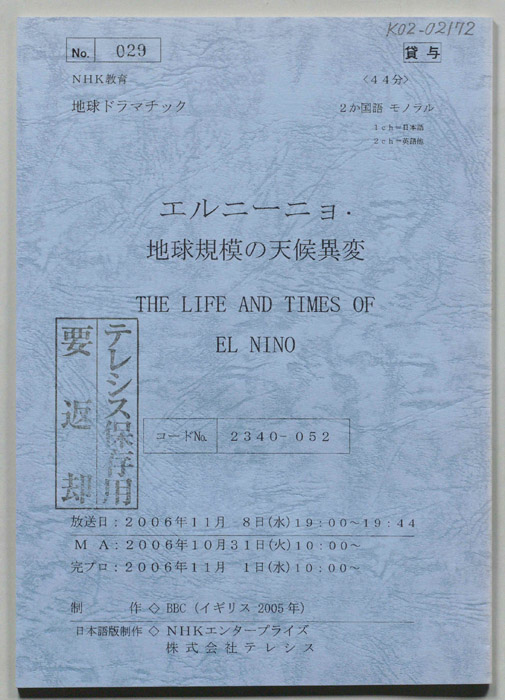 K02-02172
No. 029
貸与
NHK教育
〈44分〉
地球ドラマチック
2か国語 モノラル
1ch=日本語
2ch=英語他
エルニーニョ.
地球規模の天候異変
THE LIFE AND TIMES OF
EL NINO
テレシス保存用
要返却
コードNo. 2340-052
放送日:2006年11月 8日(水)19:00~19:44
MA:2006年10月31日(火)10:00~
完プロ:2006年11月 1日(水)10:00~
制作◇BBC(イギリス 2005年)
日本語版制作◇NHKエンタープライズ
株式会社テレシス